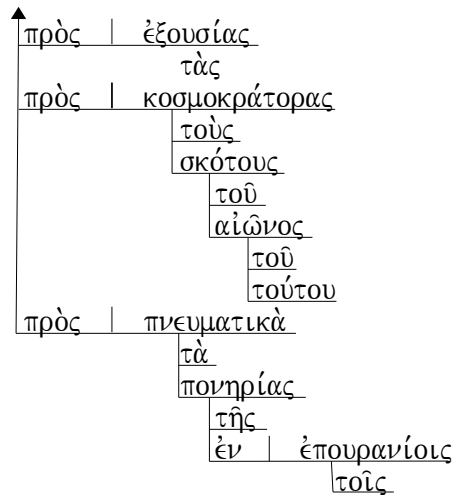 πρὸς ἐξουσίας
τὰς
πρὸς κοσμοκράτορας
τοὺς
σκότους
τοῦ
αἰῶνος
τοῦ
τούτου
πρὸς πνευματικὰ
τὰ
πονηρίας
τῆς
ἐν ἐπουρανίοις
τοῖς